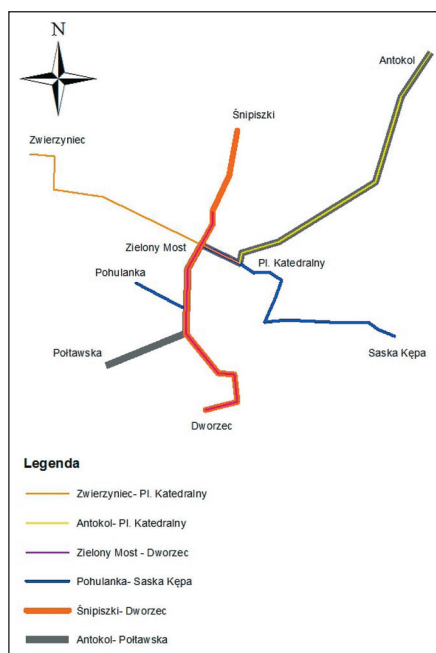 N
Antokol
Śnipiszki
Zwierzyniec
Zielony Most
Pl. Katedralny
Pohulanka
Połtawska
Saska Kępa
Dworzec
Legenda
Zwierzyniec- Pl. Katedralny
Antokol- Pl. Katedralny
Zielony Most - Dworzec
Pohulanka- Saska Kępa
Śnipiszki- Dworzec
Antokol- Połtawska